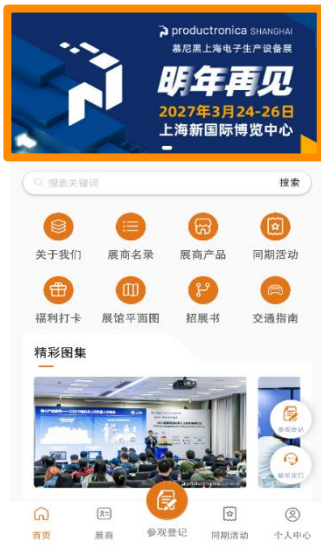 productronica SHANGHAI
慕尼黑上海电子生产设备展
明年再见
2027年3月24-26日
上海新国际博览中心
搜索关键词 搜索
关于我们 展商名录 展商产品 同期活动
福利打卡 展馆平面图 招展书 交通指南
精彩图集
productronica
参观登记
联系我们
首页 展商 参观登记 同期活动 个人中心